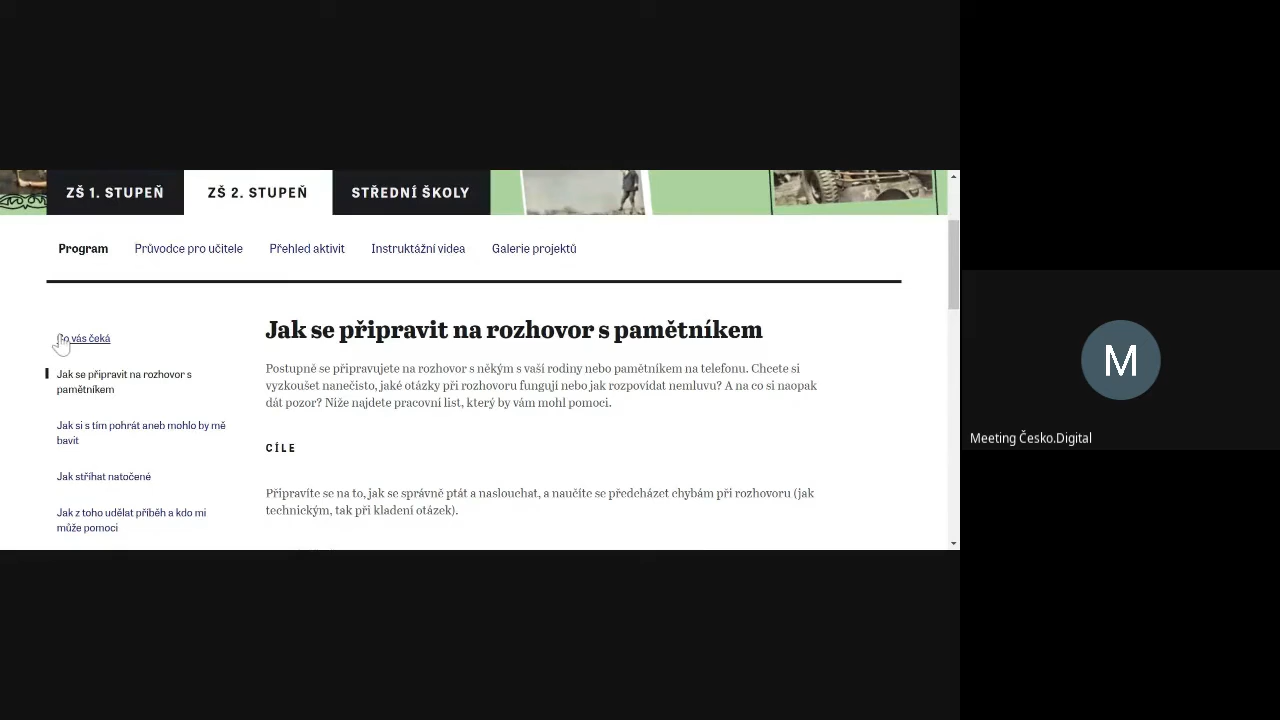 ZŠ 1. STUPEŇ
ZŠ 2. STUPEŇ
STŘEDNÍ ŠKOLY
Program
Průvodce pro učitele
Přehled aktivit
Instruktážní videa
Galerie projektů
Co vás čeká
Jak se připravit na rozhovor s
pamětníkem
Jak si s tím pohrát aneb mohlo by mě
bavit
Jak stříhat natočené
Jak z toho udělat příběh a kdo mi
může pomoci
Jak se připravit na rozhovor s pamětníkem
Postupně se připravujete na rozhovor s někým s vaší rodiny nebo pamětníkem na telefonu. Chcete si
vyzkoušet nanečisto, jaké otázky při rozhovoru fungují nebo jak rozpovídat nemluvu? A na co si naopak
dát pozor? Níže najdete pracovní list, který by vám mohl pomoci.
CÍLE
Připravíte se na to, jak se správně ptát a naslouchat, a naučíte se předcházet chybám při rozhovoru (jak
technickým, tak při kladení otázek).
M
Meeting Česko.Digital